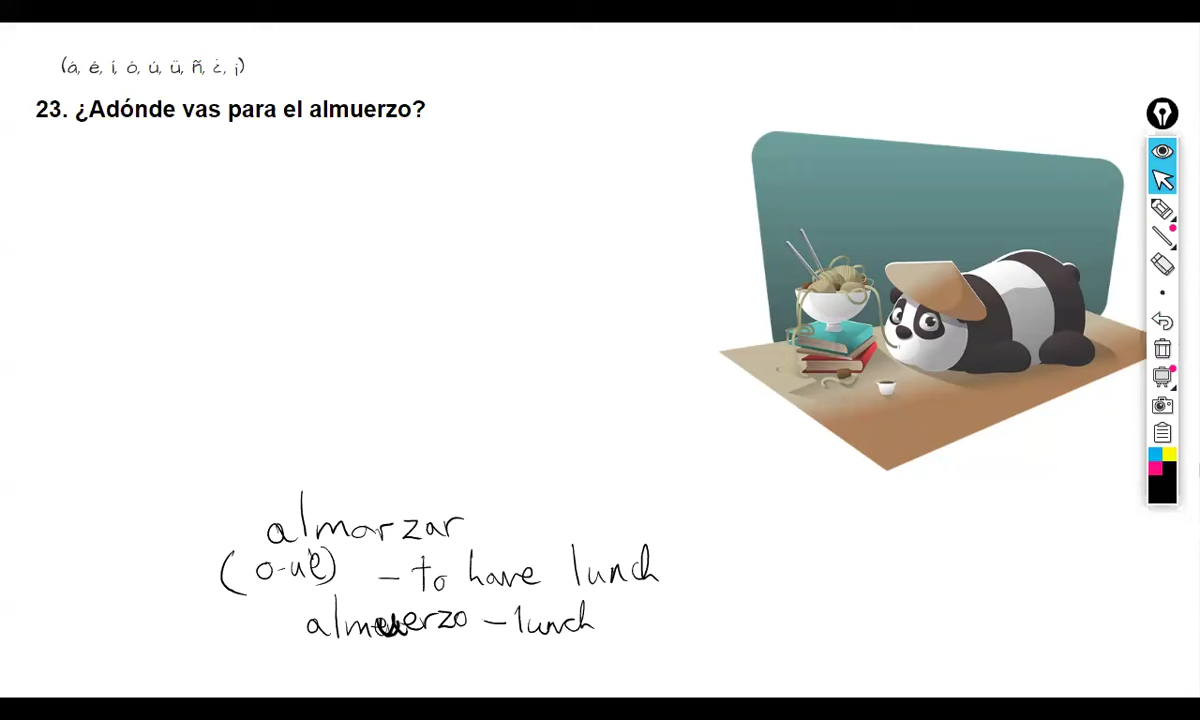 (á, é, í, ó, ú, ü, ñ, ¿, ¡)
23. ¿Adónde vas para el almuerzo?
almorzar
(o-ue) - to have lunch
almuerzo - lunch